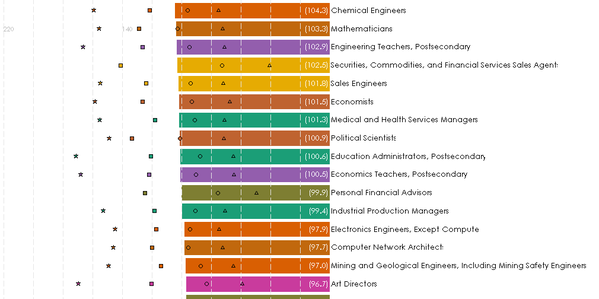 220 140
(104.3) Chemical Engineers
(103.3) Mathematicians
(102.9) Engineering Teachers, Postsecondary
(102.5) Securities, Commodities, and Financial Services Sales Agents
(101.8) Sales Engineers
(101.5) Economists
(101.3) Medical and Health Services Managers
(100.9) Political Scientists
(100.6) Education Administrators, Postsecondary
(100.5) Economics Teachers, Postsecondary
(99.9) Personal Financial Advisors
(99.4) Industrial Production Managers
(97.9) Electronics Engineers, Except Compute
(97.7) Computer Network Architect
(97.0) Mining and Geological Engineers, Including Mining Safety Engineers
(96.7) Art Directors